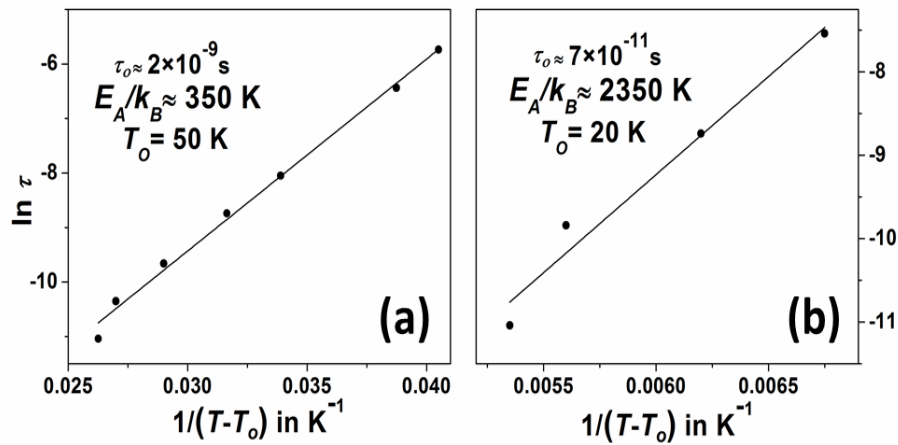 τo ≈ 2×10⁻⁹ s
EA/kB ≈ 350 K
TO = 50 K
(a)
ln τ
-6
-8
-10
0.025 0.030 0.035 0.040
1/(T-To) in K⁻¹
τo ≈ 7×10⁻¹¹ s
EA/kB ≈ 2350 K
TO = 20 K
(b)
-8
-9
-10
-11
0.0055 0.0060 0.0065
1/(T-To) in K⁻¹